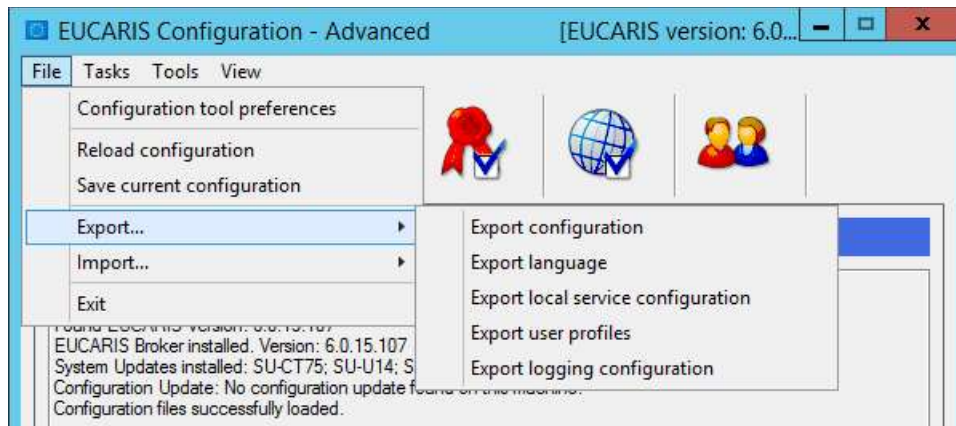 EUCARIS Configuration - Advanced [EUCARIS version: 6.0...
File Tasks Tools View
Configuration tool preferences
Reload configuration
Save current configuration
Export...
Import...
Exit
Export configuration
Export language
Export local service configuration
Export user profiles
Export logging configuration
EUCARIS Broker installed. Version: 6.0.15.107
System Updates installed: SU-CT75; SU-U14; S
Configuration Update: No configuration update found on this machine.
Configuration files successfully loaded.